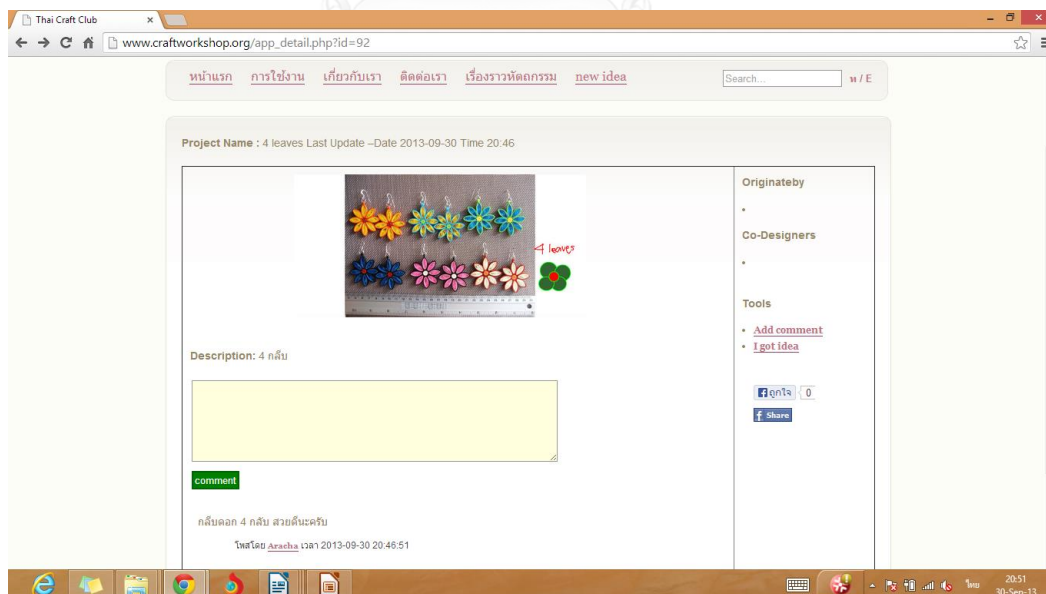 Thai Craft Club
www.craftworkshop.org/app_detail.php?id=92
หน้าแรก การใช้งาน เกี่ยวกับเรา ติดต่อเรา เรื่องราวหัตถกรรม new idea Search... ท / E
Project Name : 4 leaves Last Update --Date 2013-09-30 Time 20:46
4 leaves
Description: 4 กลีบ
comment
กลีบดอก 4 กลับ สวยดีนะครับ
โพสโดย Aracha เวลา 2013-09-30 20:46:51
Originateby
Co-Designers
Tools
Add comment
I got idea
ถูกใจ 0
Share
ไทย
20:51
30-Sep-13